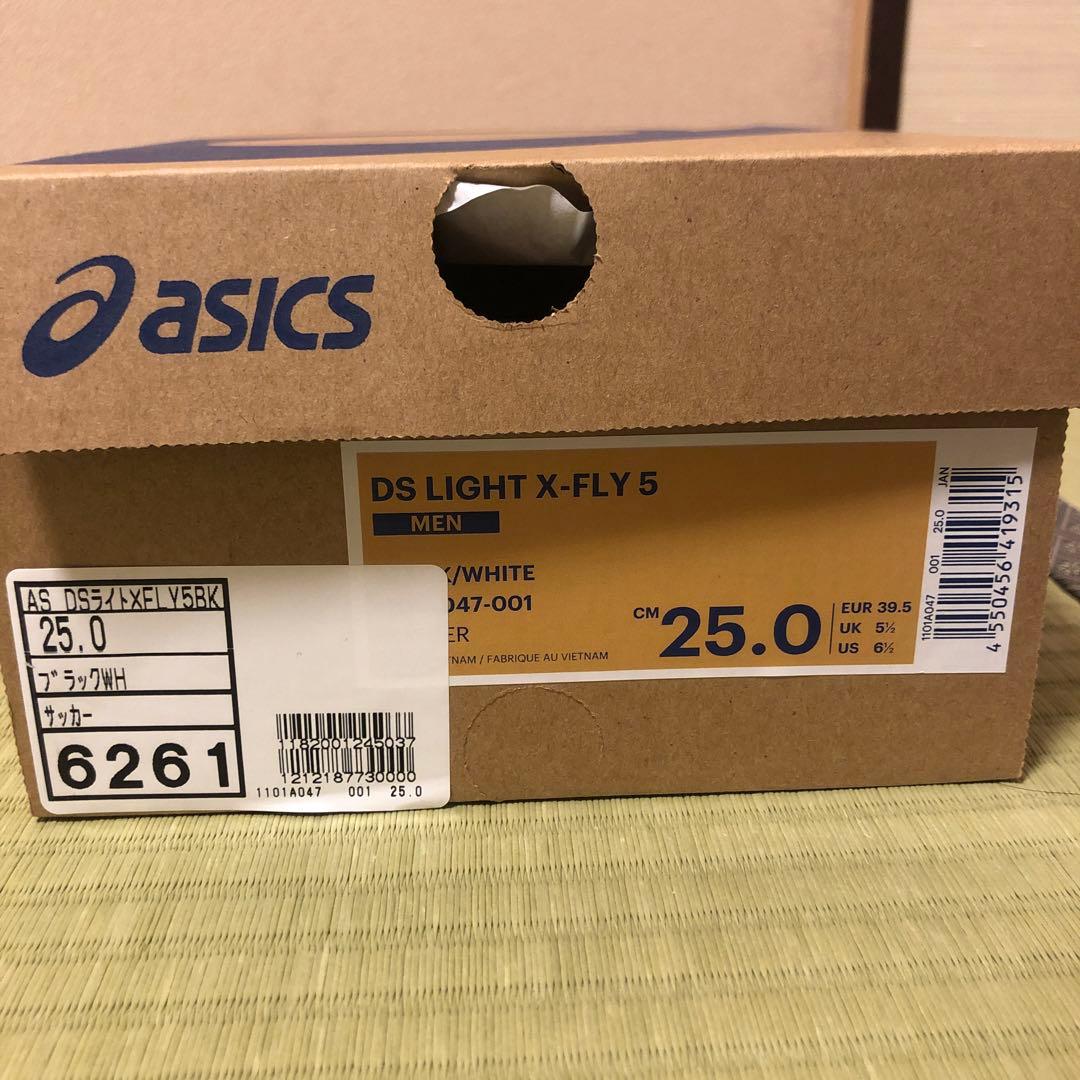 asics
DS LIGHT X-FLY 5
MEN
K/WHITE
047-001
ER
CM 25.0
EUR 39.5
UK 5½
US 6½
TNAM / FABRIQUE AU VIETNAM
1101A047 001 25.0 JAN
4 550456 419315
AS DSライトXFLY5BK
25.0
ブラックWH
サッカー
6261
1182001245037
1212187730000
1101A047 001 25.0